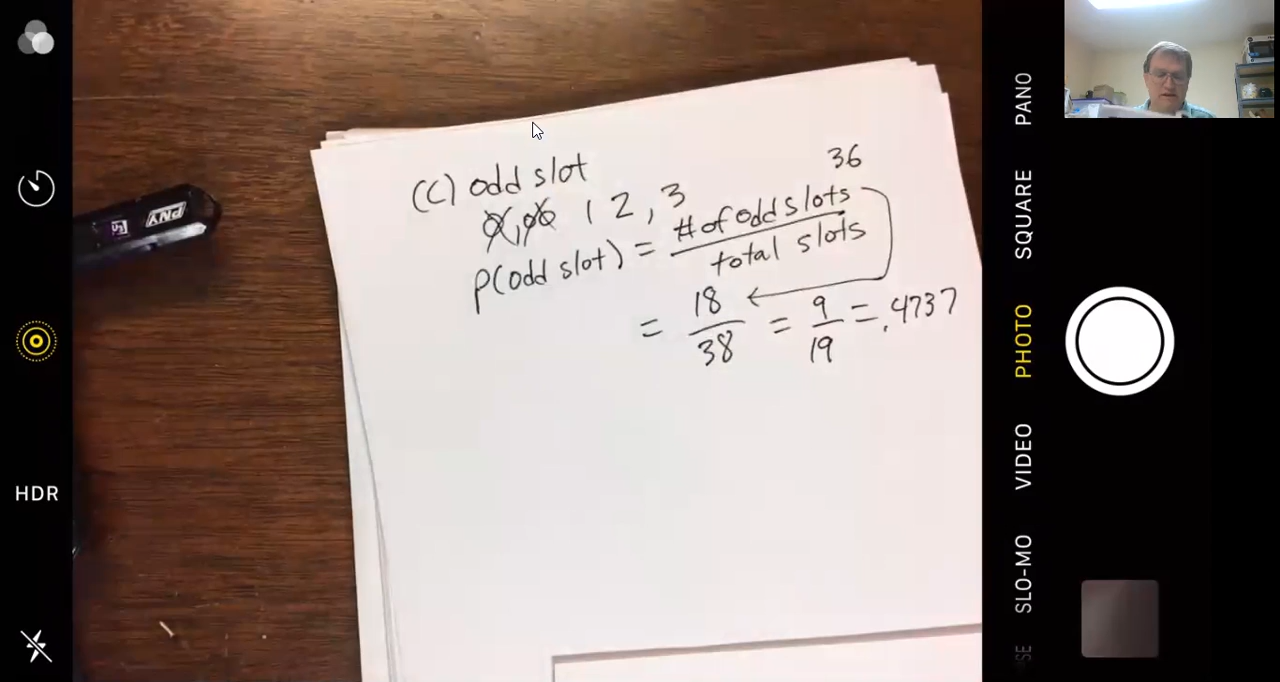 (C) odd slot
36
0, 00 1 2, 3
P(odd slot) = # of odd slots / total slots
= 18/38 = 9/19 = .4737
PNY
HDR
PANO
SQUARE
PHOTO
VIDEO
SLO-MO
SE